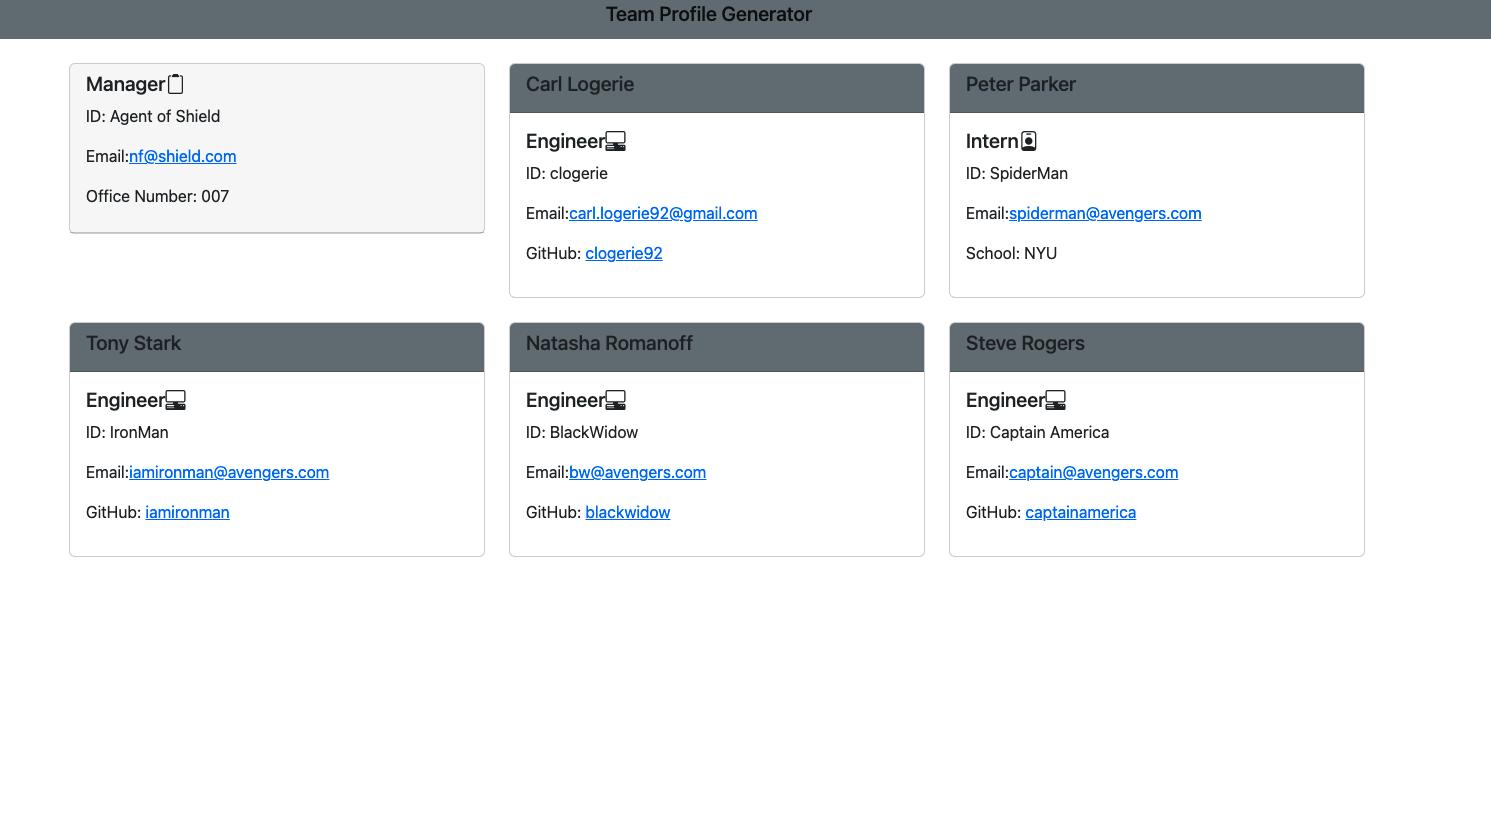 Team Profile Generator
Manager
ID: Agent of Shield
Email:nf@shield.com
Office Number: 007
Carl Logerie
Engineer
ID: clogerie
Email:carl.logerie92@gmail.com
GitHub: clogerie92
Peter Parker
Intern
ID: SpiderMan
Email:spiderman@avengers.com
School: NYU
Tony Stark
Engineer
ID: IronMan
Email:iamironman@avengers.com
GitHub: iamironman
Natasha Romanoff
Engineer
ID: BlackWidow
Email:bw@avengers.com
GitHub: blackwidow
Steve Rogers
Engineer
ID: Captain America
Email:captain@avengers.com
GitHub: captainamerica